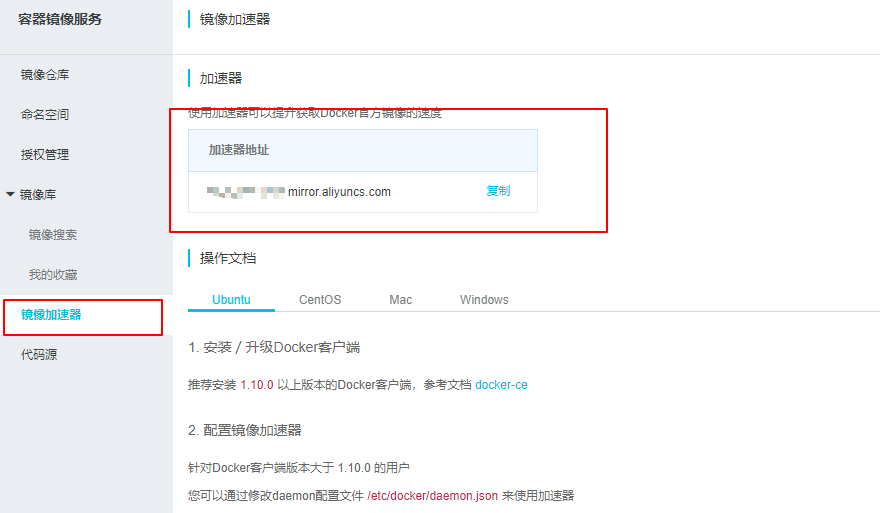 容器镜像服务
镜像仓库
命名空间
授权管理
镜像库
镜像搜索
我的收藏
镜像加速器
代码源
镜像加速器
加速器
使用加速器可以提升获取Docker官方镜像的速度
加速器地址
mirror.aliyuncs.com 复制
操作文档
Ubuntu CentOS Mac Windows
1. 安装 / 升级Docker客户端
推荐安装 1.10.0 以上版本的Docker客户端，参考文档 docker-ce
2. 配置镜像加速器
针对Docker客户端版本大于 1.10.0 的用户
您可以通过修改daemon配置文件 /etc/docker/daemon.json 来使用加速器